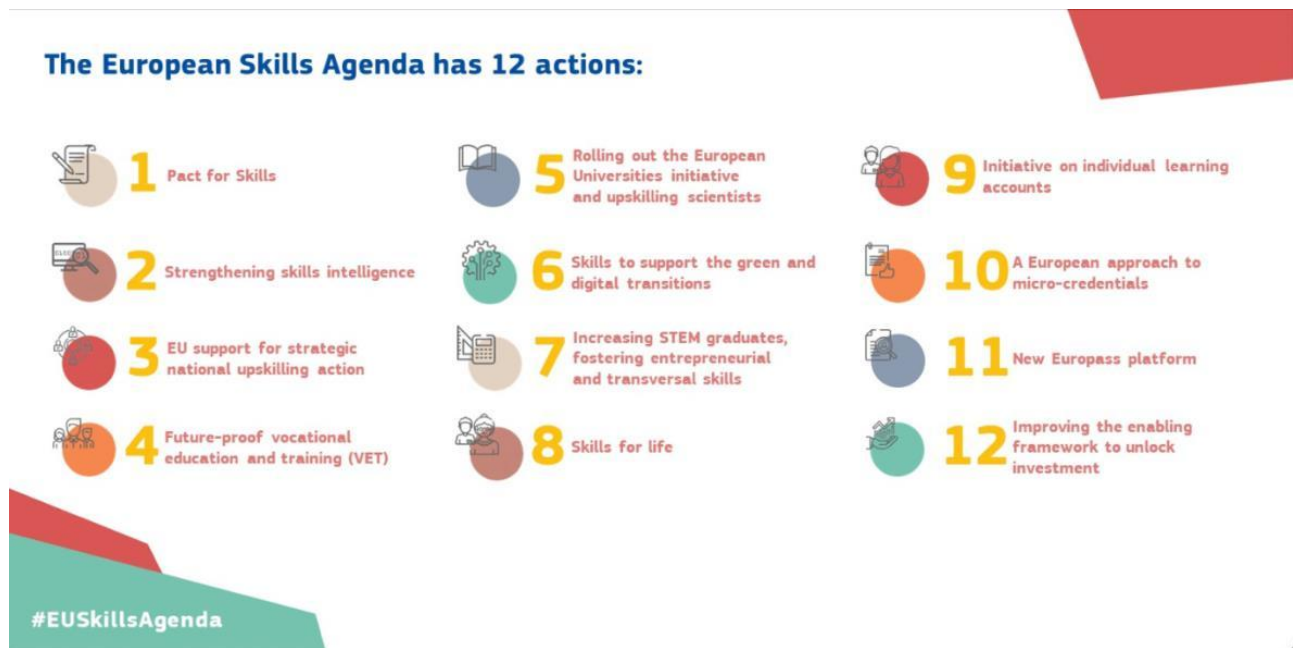 The European Skills Agenda has 12 actions:
1 Pact for Skills
2 Strengthening skills intelligence
3 EU support for strategic
national upskilling action
4 Future-proof vocational
education and training (VET)
5 Rolling out the European
Universities initiative
and upskilling scientists
6 Skills to support the green and
digital transitions
7 Increasing STEM graduates,
fostering entrepreneurial
and transversal skills
8 Skills for life
9 Initiative on individual learning
accounts
10 A European approach to
micro-credentials
11 New Europass platform
12 Improving the enabling
framework to unlock
investment
#EUSkillsAgenda